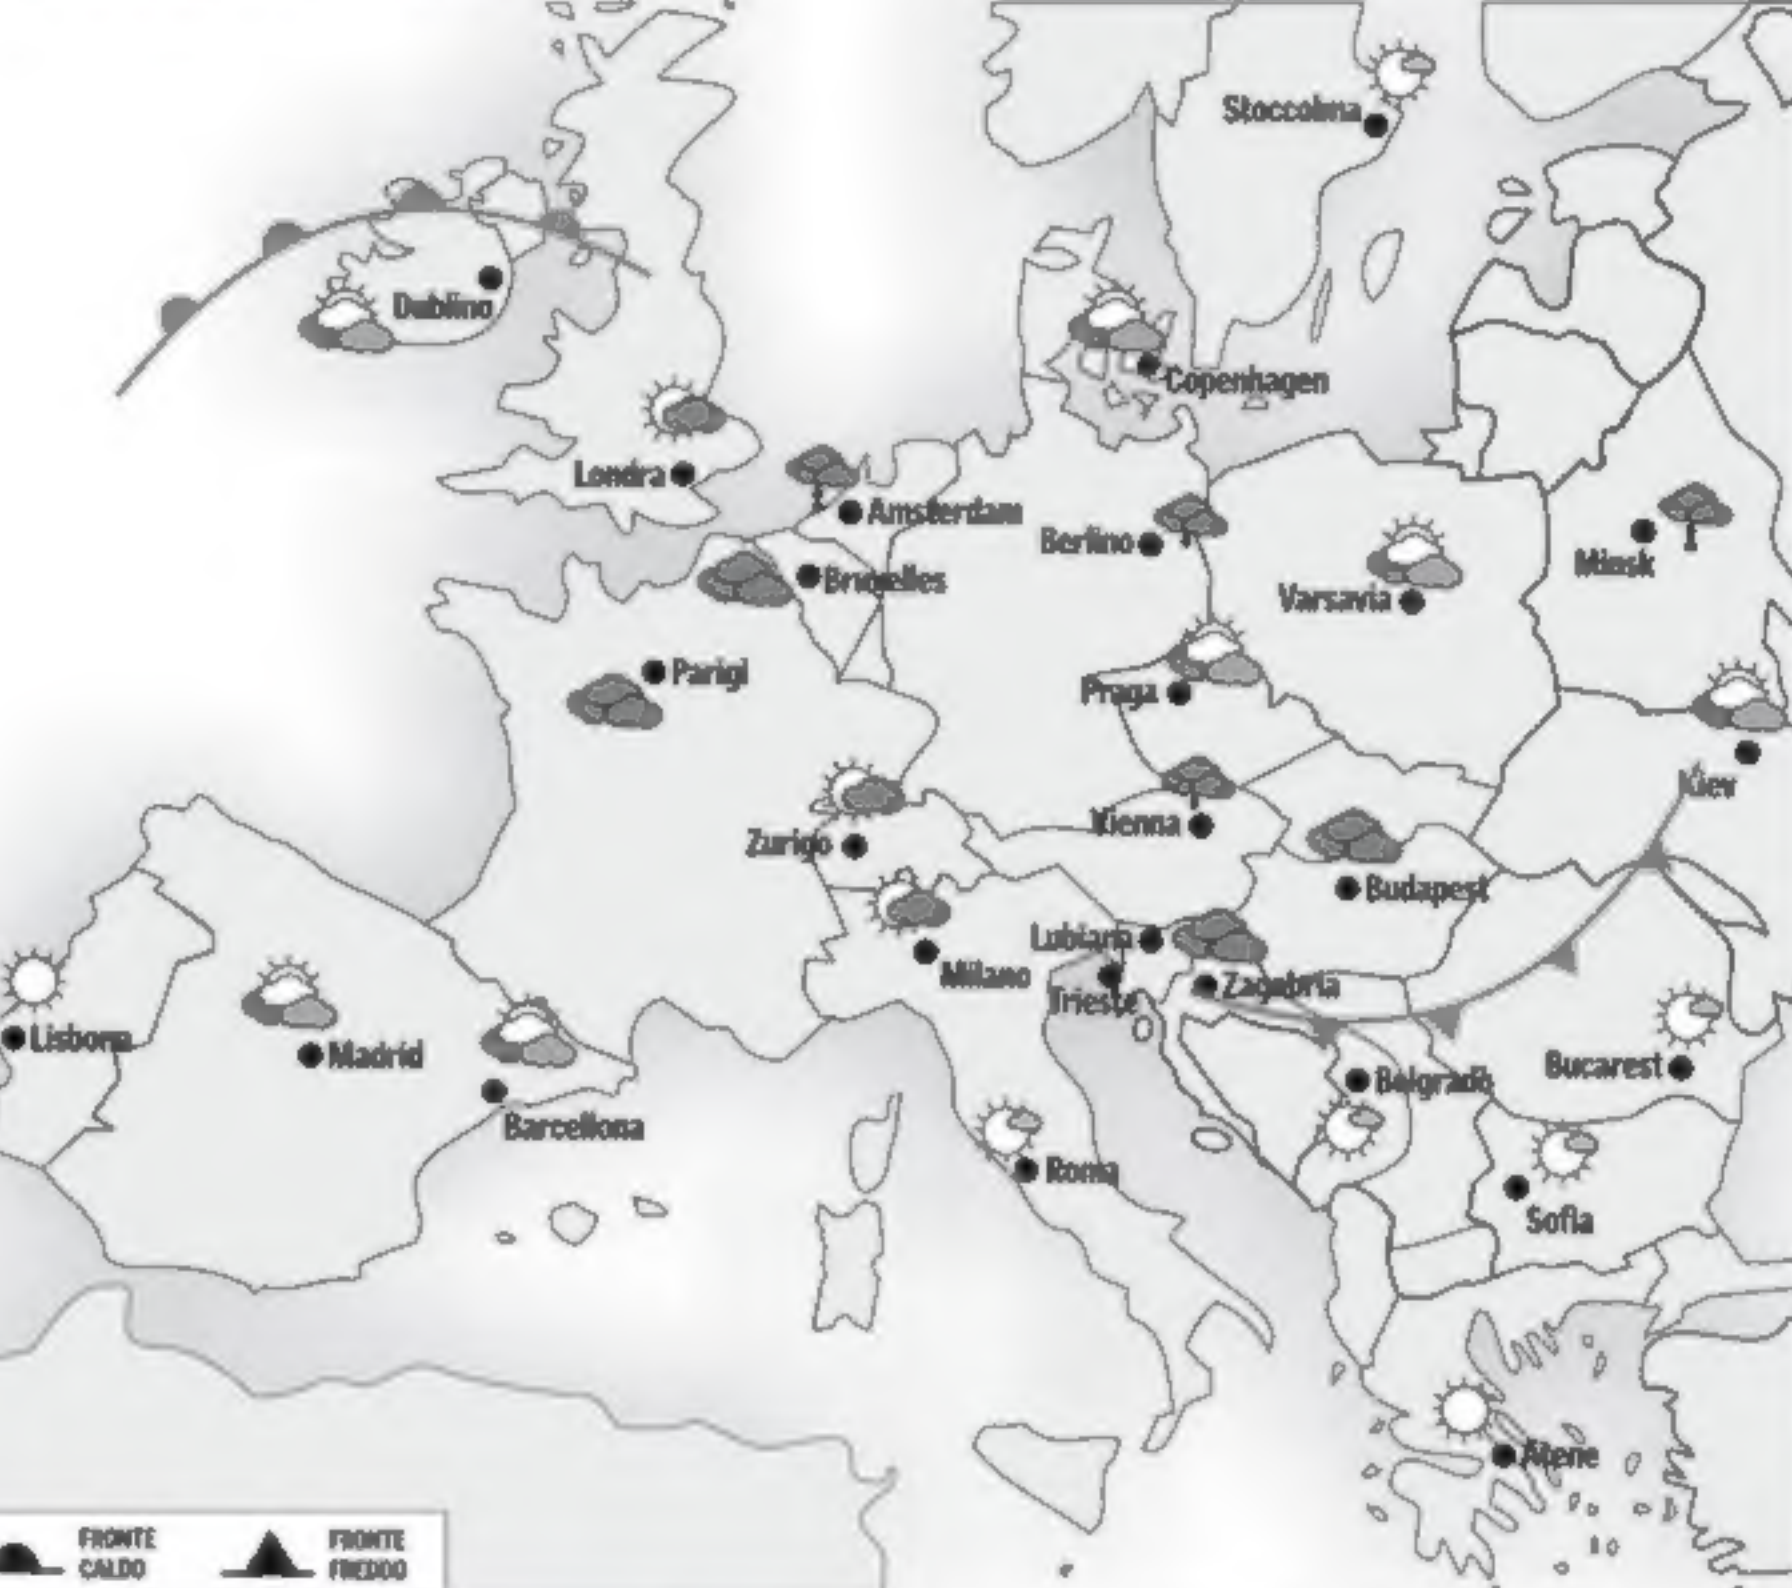 Stoccolma
Dublino
Copenhagen
Londra
Amsterdam
Berlino
Minsk
Bruxelles
Varsavia
Parigi
Praga
Kiev
Vienna
Zurigo
Budapest
Lubiana
Milano
Trieste
Zagabria
Lisbona
Madrid
Bucarest
Belgrado
Barcellona
Roma
Sofia
Atene
FRONTE
CALDO
FRONTE
FREDDO